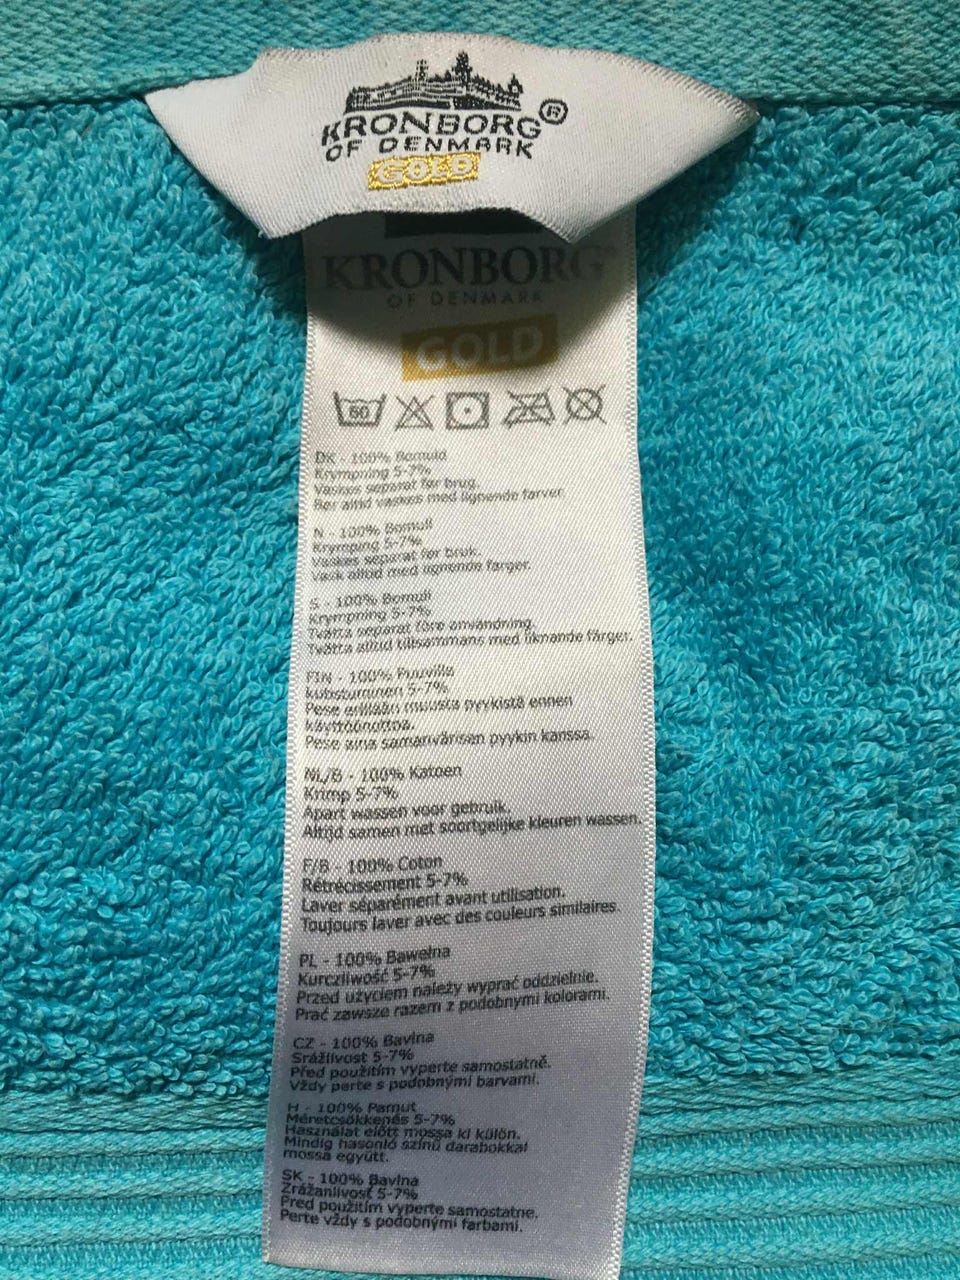 KRONBORG®
OF DENMARK
GOLD
KRONBORG®
OF DENMARK
GOLD
60
DK - 100% Bomuld
Krympning 5-7%
Vaskes separat før brug.
Bør altid vaskes med lignende farver.
N - 100% Bomull
Krymping 5-7%
Vaskes separat før bruk.
Vask alltid med lignende farger.
S - 100% Bomull
Krympning 5-7%
Tvätta separat före användning.
Tvätta alltid tillsammans med liknande färger.
FIN - 100% Puuvilla
kutistuminen 5-7%
Pese erillään muusta pyykistä ennen
käyttöönottoa.
Pese aina samanvärisen pyykin kanssa.
NL/B - 100% Katoen
Krimp 5-7%
Apart wassen voor gebruik.
Altijd samen met soortgelijke kleuren wassen.
F/B - 100% Coton
Rétrécissement 5-7%
Laver séparément avant utilisation.
Toujours laver avec des couleurs similaires.
PL - 100% Bawełna
Kurczliwość 5-7%
Przed użyciem należy wyprać oddzielnie.
Prać zawsze razem z podobnymi kolorami.
CZ - 100% Bavlna
Srážlivost 5-7%
Před použitím vyperte samostatně.
Vždy perte s podobnými barvami.
H - 100% Pamut
Méretcsökkenés 5-7%
Használat előtt mossa ki külön.
Mindig hasonló színű darabokkal
mossa együtt.
SK - 100% Bavlna
Zrážanlivosť 5-7%
Pred použitím vyperte samostatne.
Perte vždy s podobnými farbami.